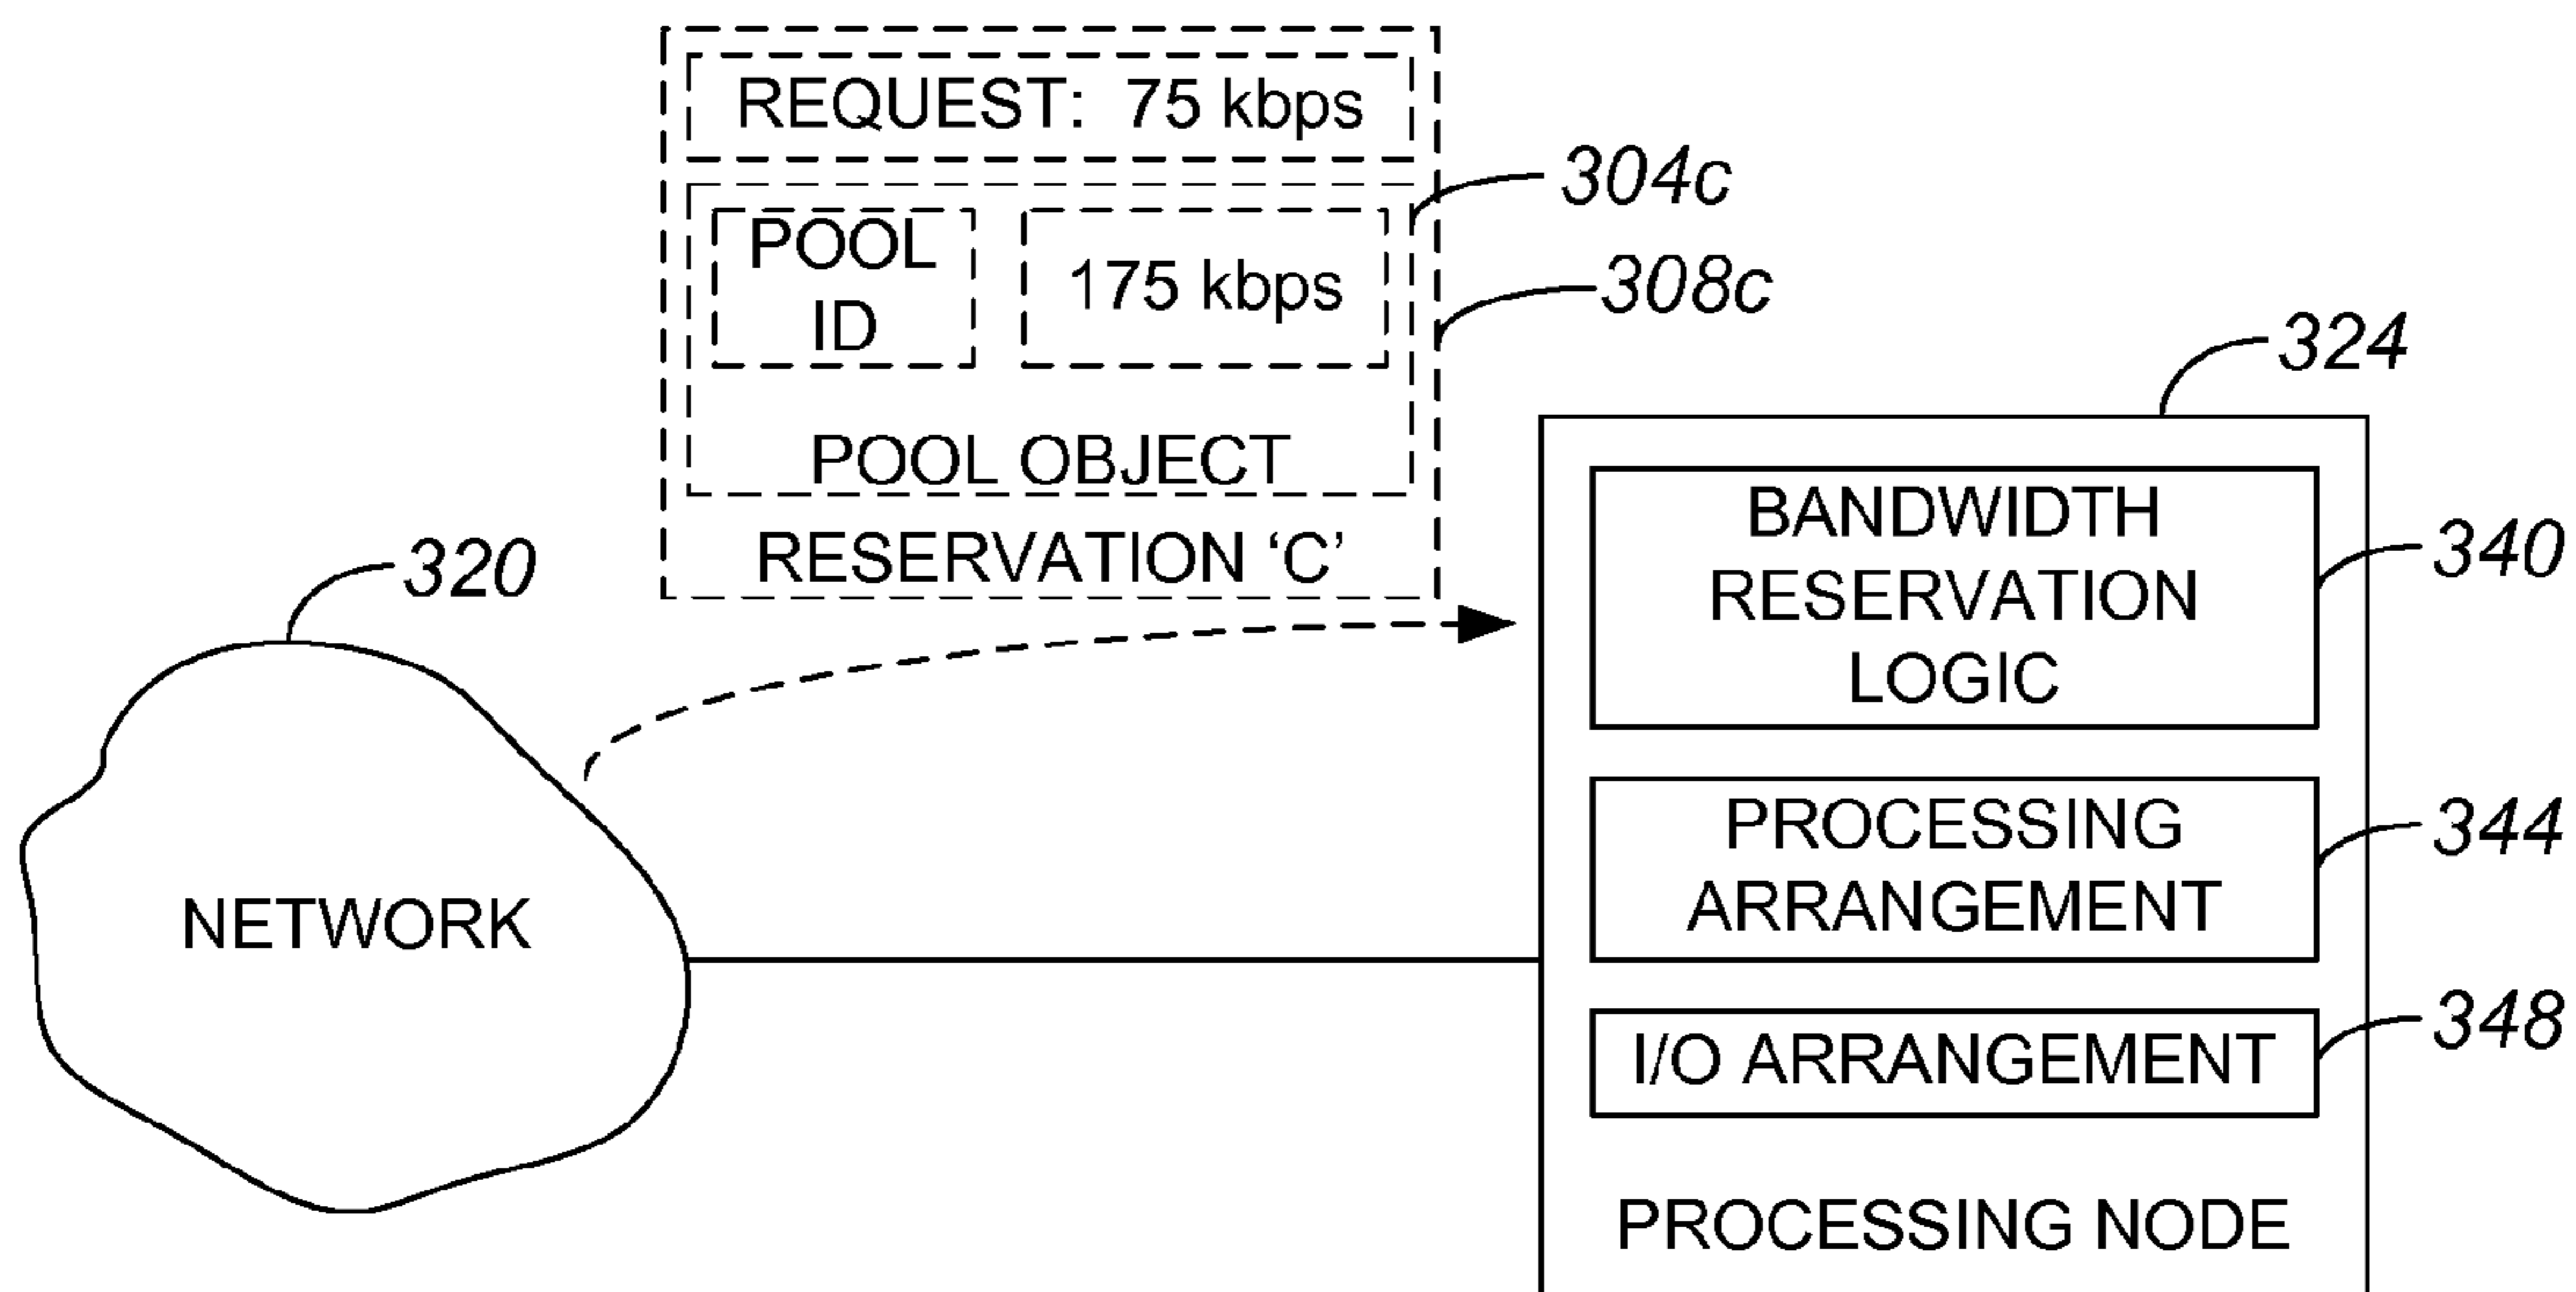 REQUEST: 75 kbps
304c
POOL
ID
175 kbps
308c
POOL OBJECT
RESERVATION ‘C’
324
BANDWIDTH
RESERVATION
LOGIC
340
320
NETWORK
PROCESSING
ARRANGEMENT
344
I/O ARRANGEMENT
348
PROCESSING NODE